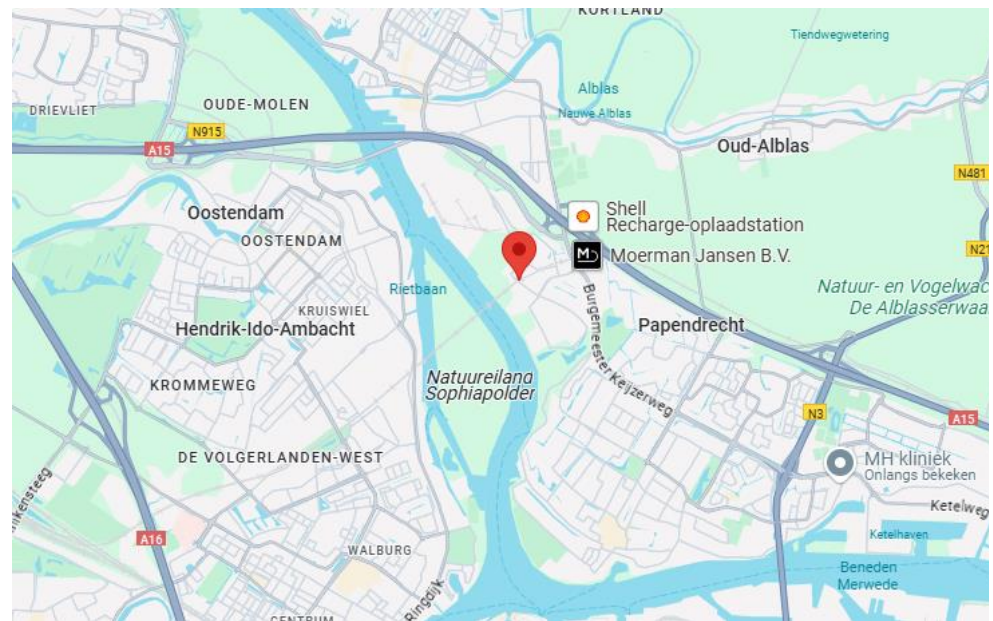 KORTLAND
Tiendwegwetering
DRIEVLIET
OUDE-MOLEN
Alblas
Nauwe Alblas
N915
A15
Oud-Alblas
N481
Oostendam
OOSTENDAM
Shell
Recharge-oplaadstation
Moerman Jansen B.V.
N21
Rietbaan
Natuur- en Vogelwac
De Alblasserwaa
KRUISWIEL
Hendrik-Ido-Ambacht
Burgemeester Keijzerweg
Papendrecht
Natuureiland
Sophiapolder
KROMMEWEG
N3
A15
DE VOLGERLANDEN-WEST
MH kliniek
Onlangs bekeken
Ketelweg
A16
Ketelhaven
WALBURG
Beneden
Merwede
Ringdijk
CENTRUM